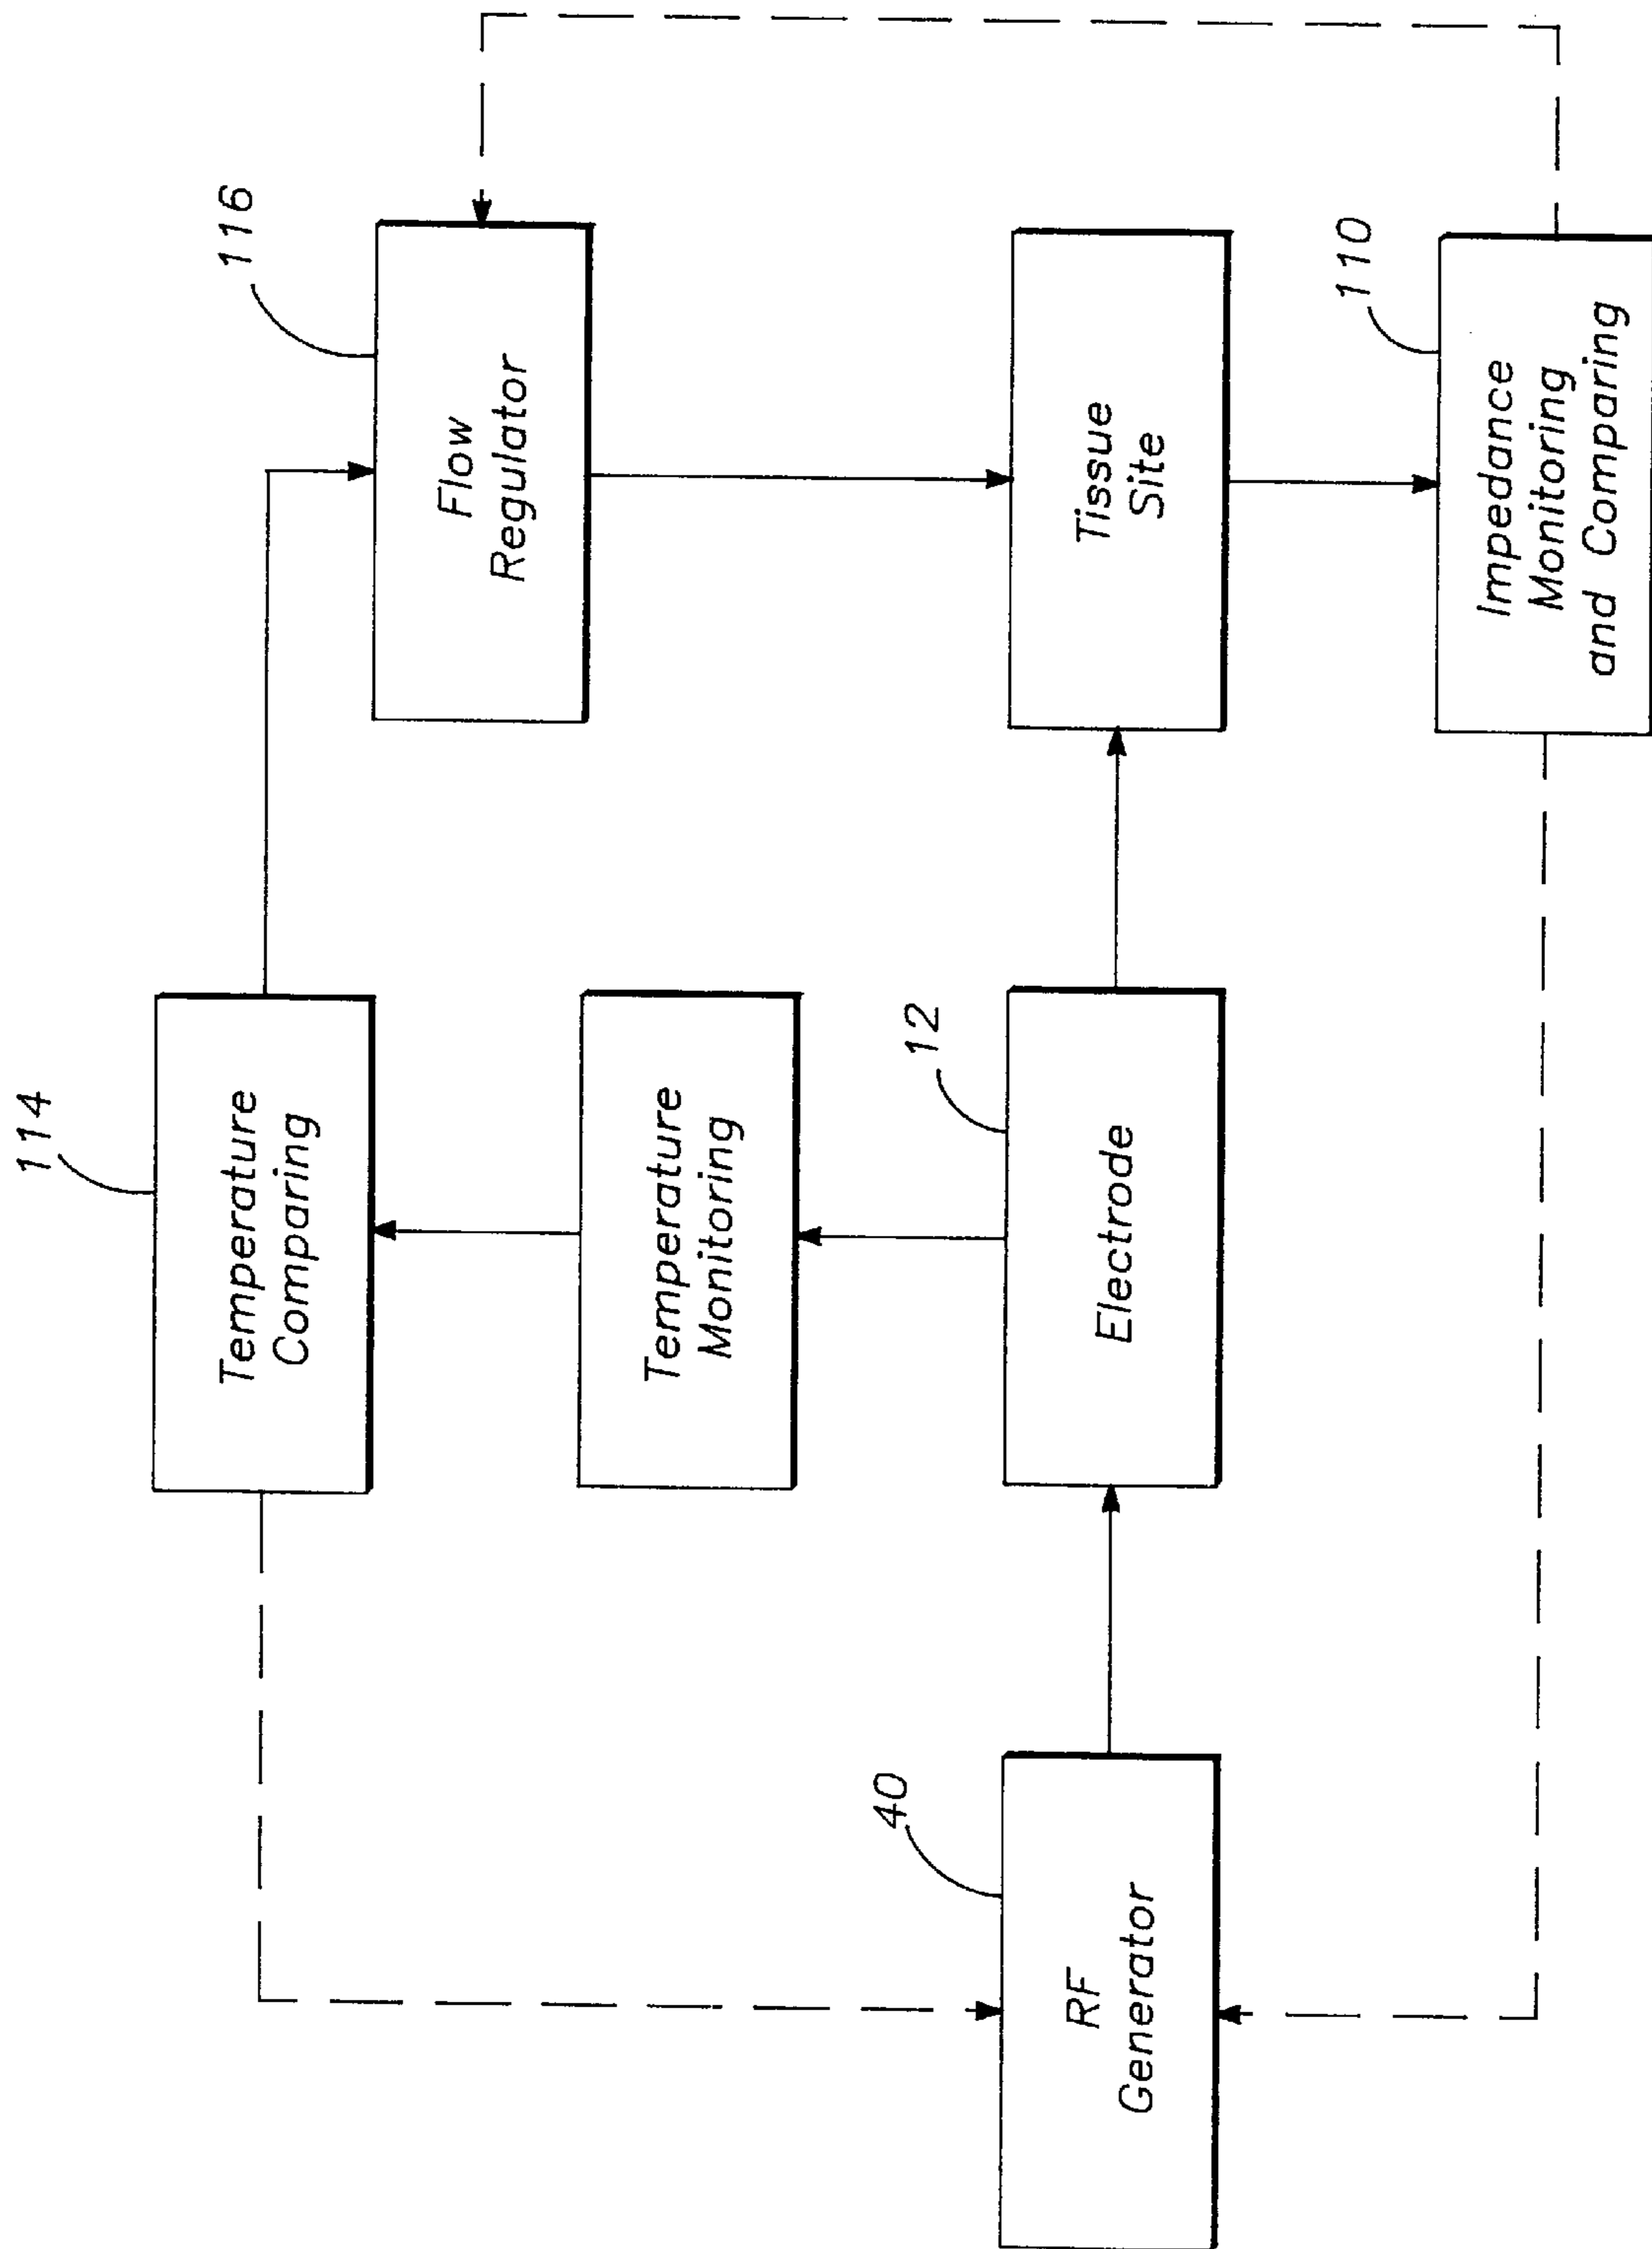 114
Temperature
Comparing
116
Flow
Regulator
Temperature
Monitoring
40
RF
Generator
12
Electrode
Tissue
Site
110
Impedance
Monitoring
and Comparing